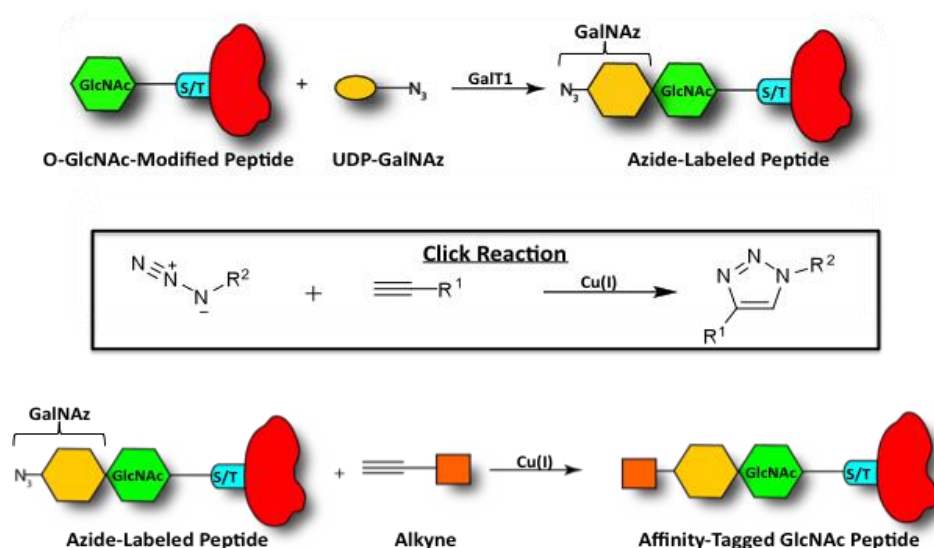 GalNAz
GlcNAc S/T + N3 GalT1 N3 GlcNAc S/T
O-GlcNAc-Modified Peptide UDP-GalNAz Azide-Labeled Peptide
Click Reaction
N N+ N − R2 + R1 Cu(I) N N N R2 R1
GalNAz
N3 GlcNAc S/T + Cu(I) GlcNAc S/T
Azide-Labeled Peptide Alkyne Affinity-Tagged GlcNAc Peptide